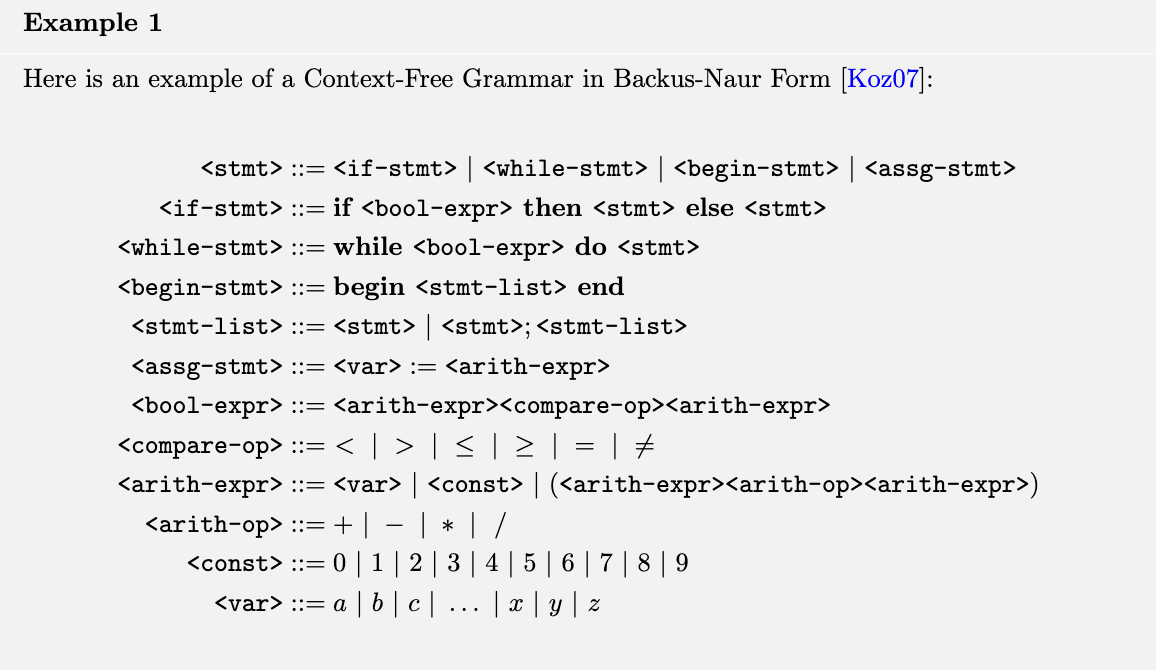 Example 1
Here is an example of a Context-Free Grammar in Backus-Naur Form [Koz07]:
<stmt> ::= <if-stmt> | <while-stmt> | <begin-stmt> | <assg-stmt>
<if-stmt> ::= if <bool-expr> then <stmt> else <stmt>
<while-stmt> ::= while <bool-expr> do <stmt>
<begin-stmt> ::= begin <stmt-list> end
<stmt-list> ::= <stmt> | <stmt>; <stmt-list>
<assg-stmt> ::= <var> := <arith-expr>
<bool-expr> ::= <arith-expr><compare-op><arith-expr>
<compare-op> ::= < | > | ≤ | ≥ | = | ≠
<arith-expr> ::= <var> | <const> | (<arith-expr><arith-op><arith-expr>)
<arith-op> ::= + | − | ∗ | /
<const> ::= 0 | 1 | 2 | 3 | 4 | 5 | 6 | 7 | 8 | 9
<var> ::= a | b | c | ... | x | y | z